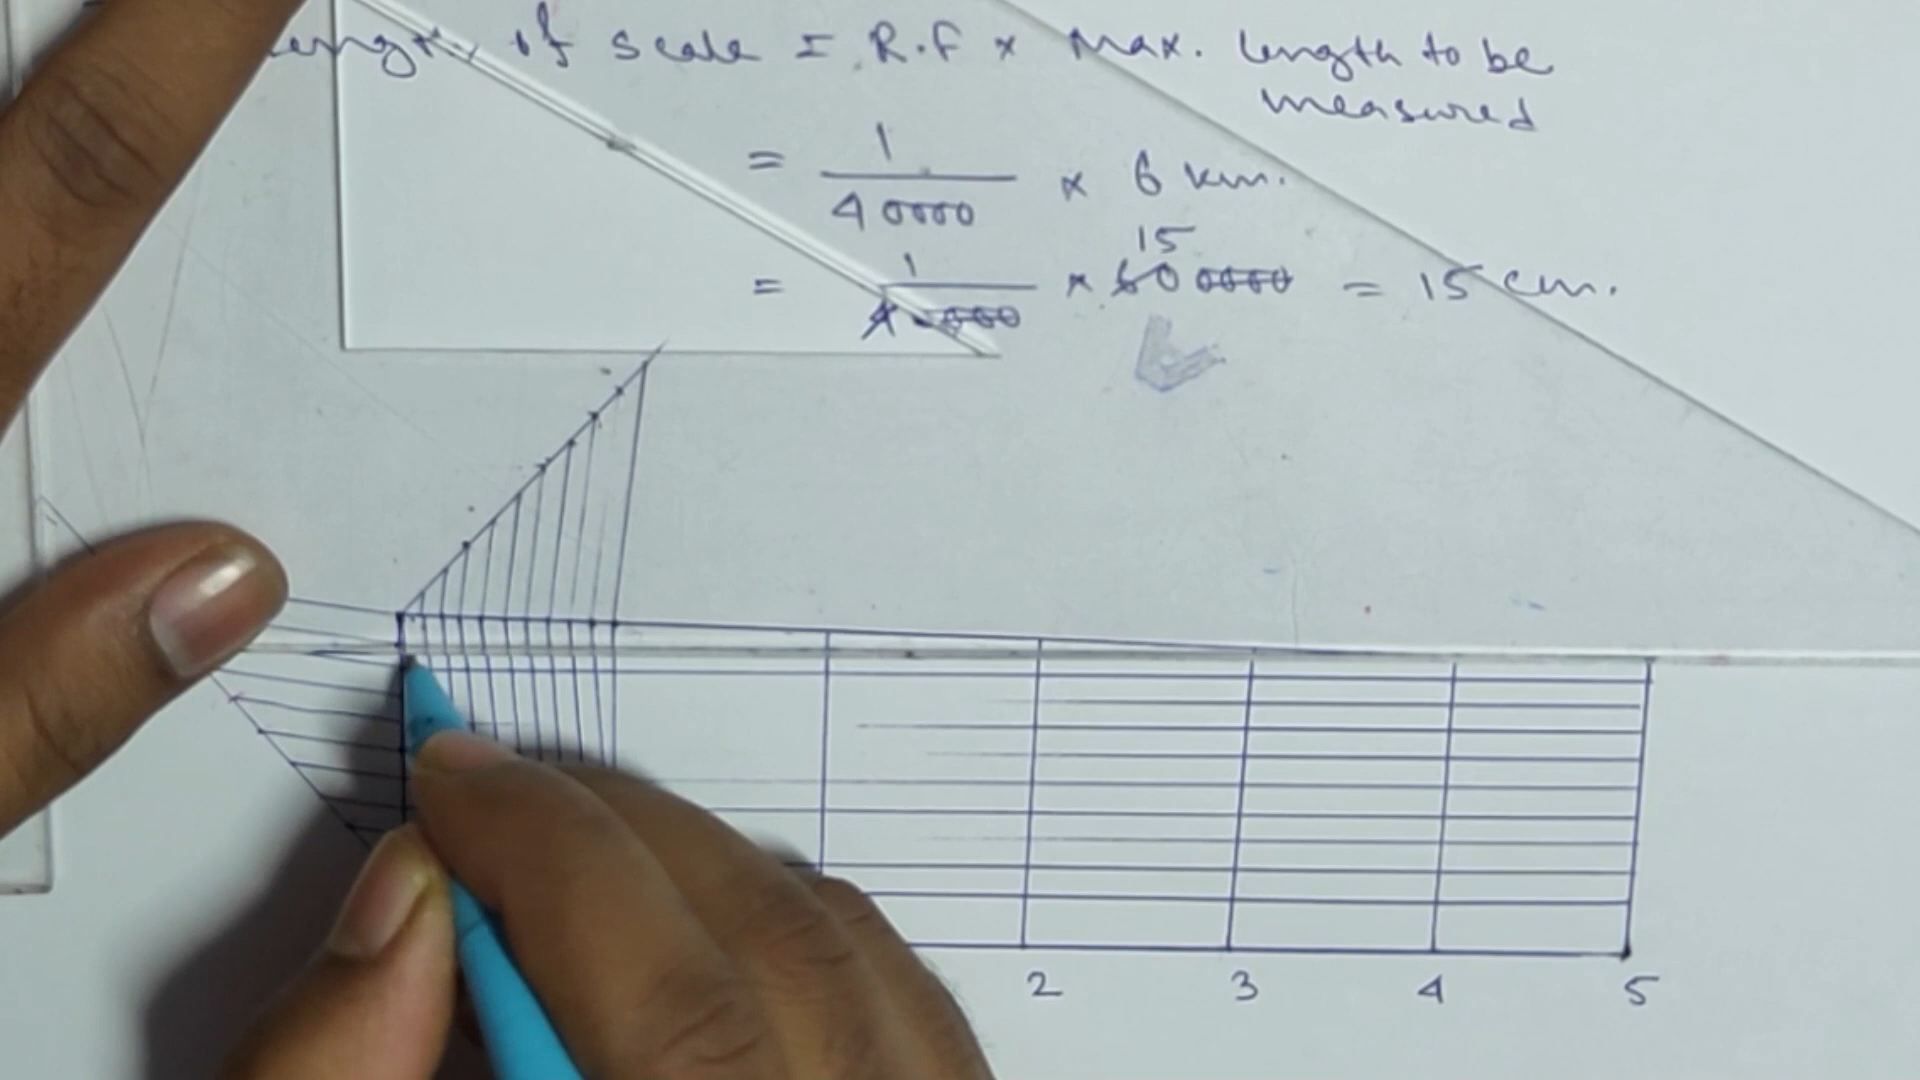 length of scale = R.F × Max. length to be
measured
= 1/40000 × 6 km.
15
= 1/40000 × 600000 = 15 cm.
2 3 4 5